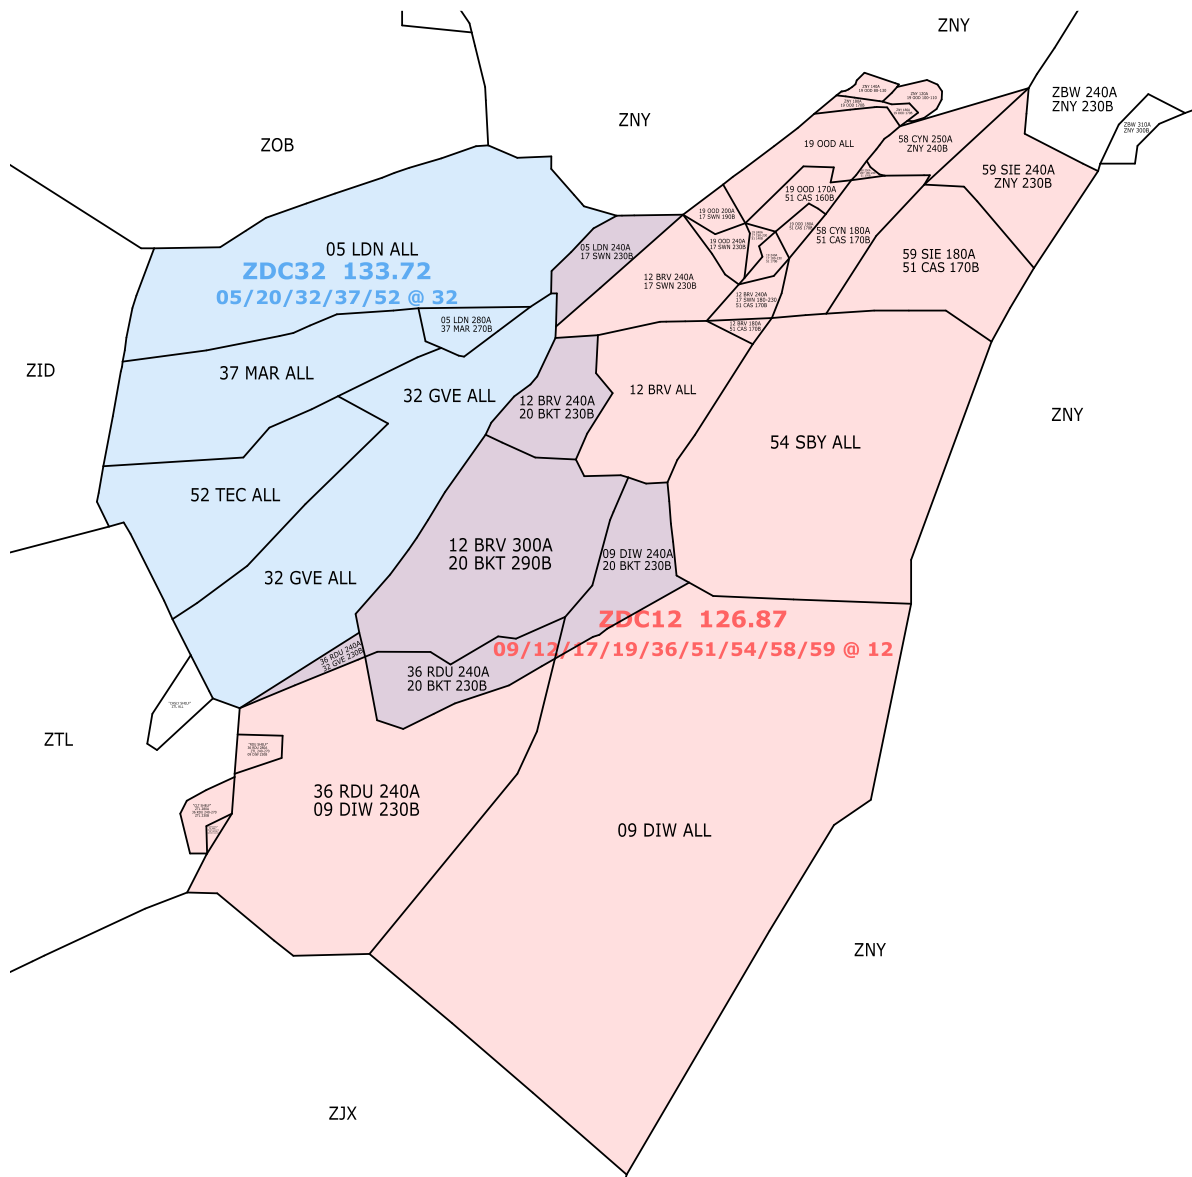 ZNY
ZBW 240A
ZNY 230B
ZNY
ZBW 310A
ZNY 300B
ZOB
19 OOD ALL
58 CYN 250A
ZNY 240B
59 SIE 240A
ZNY 230B
19 OOD 170A
51 CAS 160B
19 OOD 200A
17 SWN 190B
58 CYN 180A
51 CAS 170B
05 LDN ALL
05 LDN 240A
17 SWN 230B
19 OOD 240A
17 SWN 230B
59 SIE 180A
51 CAS 170B
ZDC32 133.72
05/20/32/37/52 @ 32
12 BRV 240A
17 SWN 230B
12 BRV 240A
17 SWN 180-230
51 CAS 170B
05 LDN 280A
37 MAR 270B
12 BRV 180A
51 CAS 170B
ZID
37 MAR ALL
32 GVE ALL
12 BRV ALL
12 BRV 240A
20 BKT 230B
ZNY
54 SBY ALL
52 TEC ALL
12 BRV 300A
20 BKT 290B
09 DIW 240A
20 BKT 230B
32 GVE ALL
ZDC12 126.87
09/12/17/19/36/51/54/58/59 @ 12
36 RDU 240A
32 GVE 230B
36 RDU 240A
20 BKT 230B
ZTL
36 RDU 240A
09 DIW 230B
09 DIW ALL
ZNY
ZJX